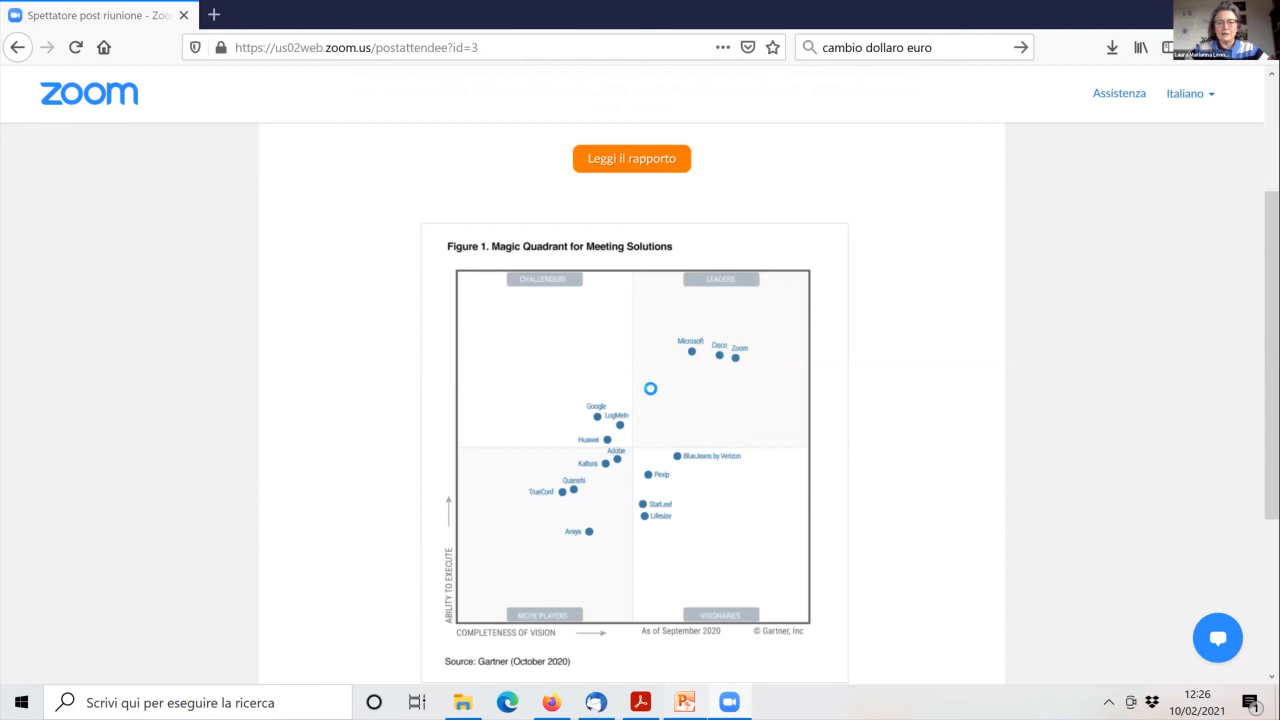 Spettatore post riunione - Zoo
https://us02web.zoom.us/postattendee?id=3
cambio dollaro euro
Laura Marianna Leon...
zoom
Assistenza
Italiano
Leggi il rapporto
Figure 1. Magic Quadrant for Meeting Solutions
CHALLENGERS
LEADERS
Microsoft
Cisco
Zoom
Google
LogMeIn
Huawei
Adobe
Kaltura
BlueJeans by Verizon
Pexip
Quanshi
TrueConf
StarLeaf
Lifesize
Avaya
ABILITY TO EXECUTE
NICHE PLAYERS
VISIONARIES
COMPLETENESS OF VISION
As of September 2020
© Gartner, Inc
Source: Gartner (October 2020)
Scrivi qui per eseguire la ricerca
12:26
10/02/2021
1